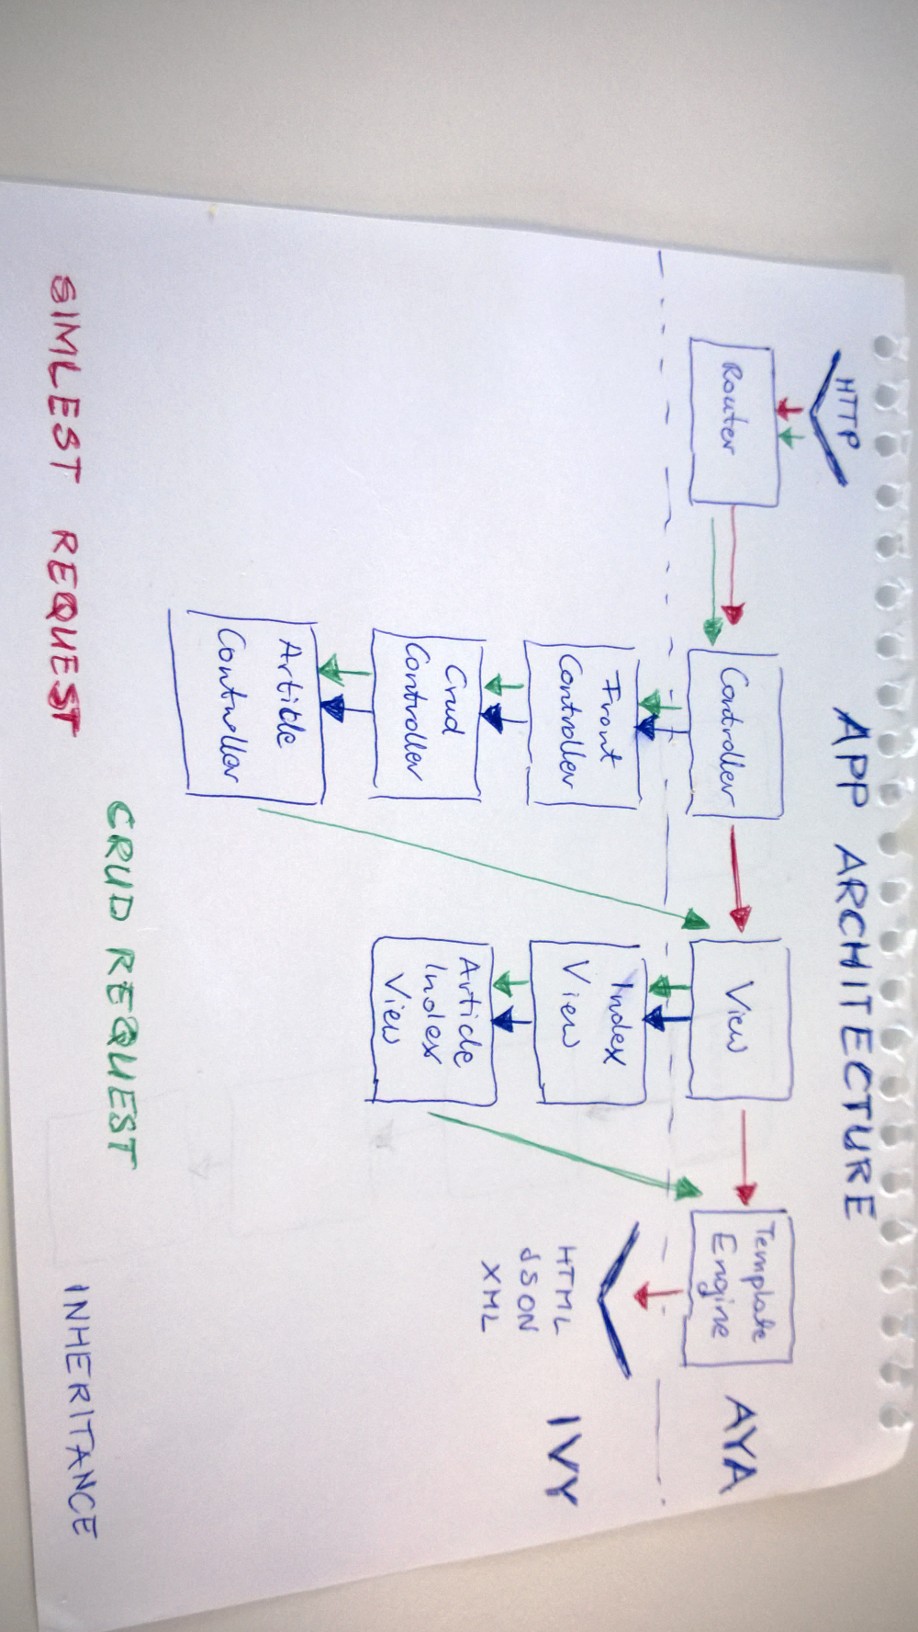 APP ARCHITECTURE
HTTP
Router
Controller
View
Template
Engine
AYA
Front
Controller
Index
View
HTML
JSON
XML
IVY
Crud
Controller
Article
Index
View
Article
Controller
SIMLEST REQUEST
CRUD REQUEST
INHERITANCE